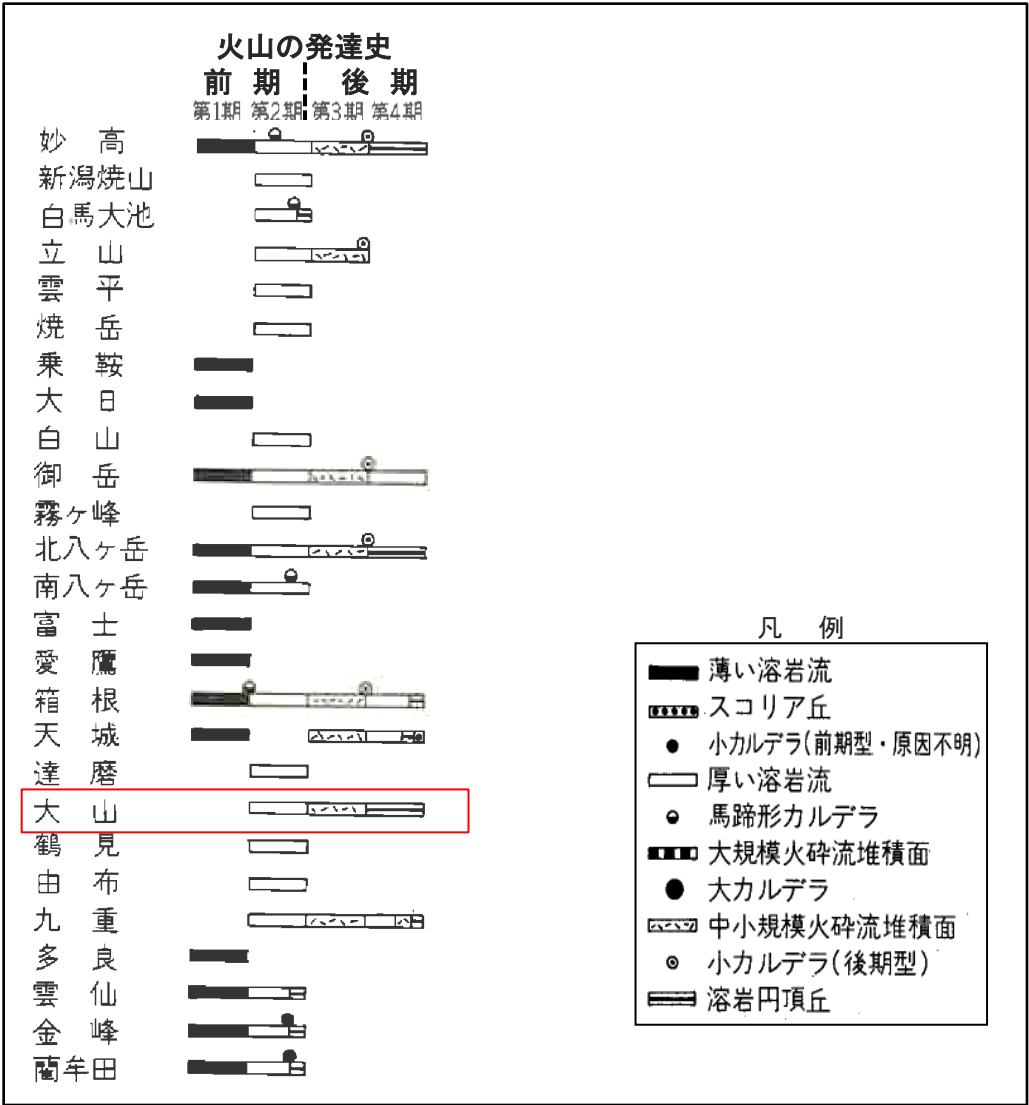 火山の発達史
前期 後期
第1期 第2期 第3期 第4期
妙高
新潟焼山
白馬大池
立山
雲平
焼岳
乗鞍
大日
白山
御岳
霧ヶ峰
北八ヶ岳
南八ヶ岳
富士
愛鷹
箱根
天城
達磨
大山
鶴見
由布
九重
多良
雲仙
金峰
藺牟田
凡例
薄い溶岩流
スコリア丘
小カルデラ(前期型・原因不明)
厚い溶岩流
馬蹄形カルデラ
大規模火砕流堆積面
大カルデラ
中小規模火砕流堆積面
小カルデラ(後期型)
溶岩円頂丘